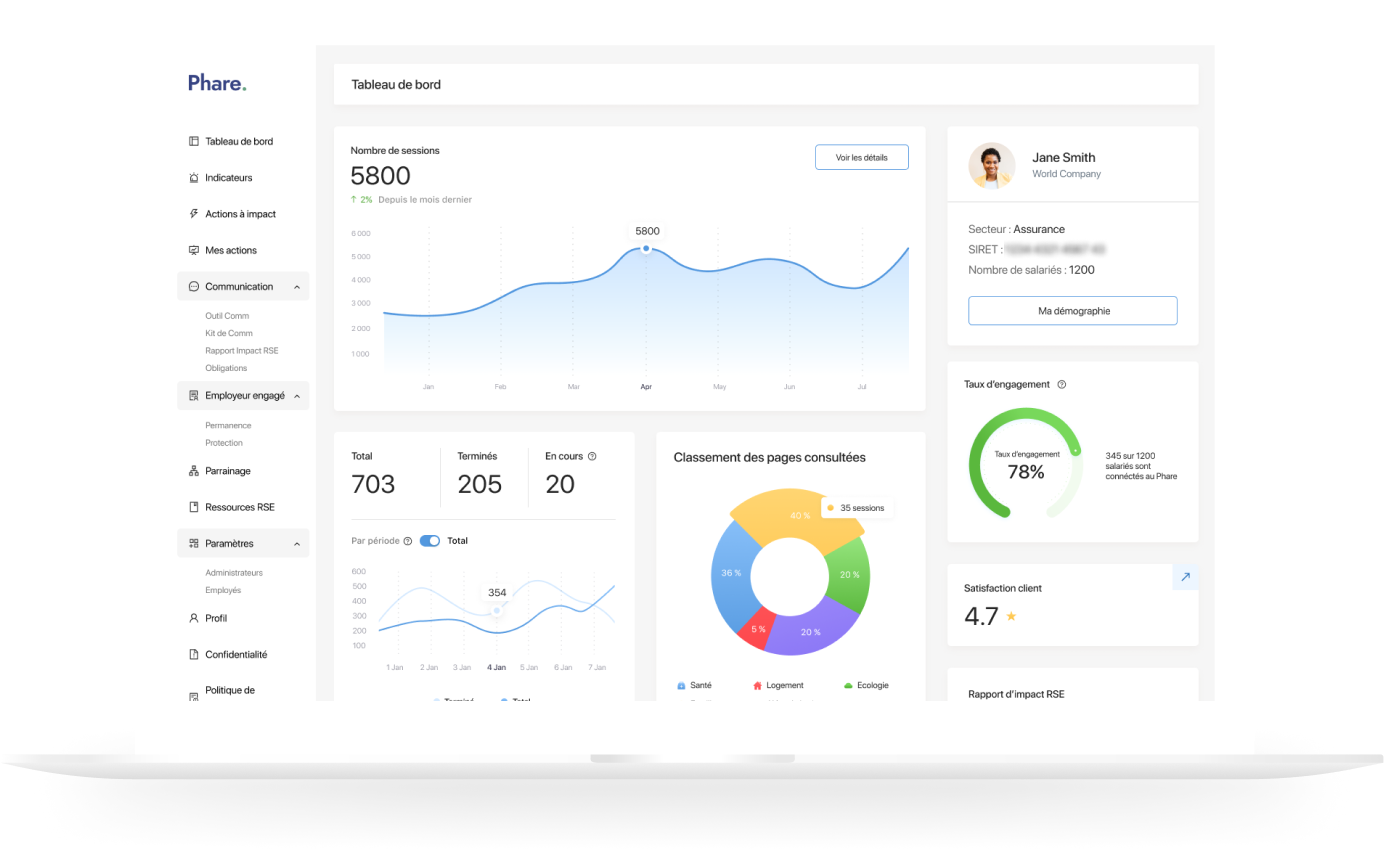 Phare.
Tableau de bord
Indicateurs
Actions à impact
Mes actions
Communication
Outil Comm
Kit de Comm
Rapport Impact RSE
Obligations
Employeur engagé
Permanence
Protection
Parrainage
Ressources RSE
Paramètres
Administrateurs
Employés
Profil
Confidentialité
Politique de
Tableau de bord
Nombre de sessions
5800
↑ 2% Depuis le mois dernier
Voir les détails
5800
6 000
5 000
4 000
3 000
2 000
1 000
Jan Feb Mar Apr May Jun Jul
Jane Smith
World Company
Secteur : Assurance
SIRET :
Nombre de salariés : 1200
Ma démographie
Taux d'engagement
Taux d'engagement
78%
345 sur 1200
salariés sont
connéctés au Phare
Total
703
Terminés
205
En cours
20
Par période
Total
600
500
400
300
200
100
354
1 Jan 2 Jan 3 Jan 4 Jan 5 Jan 6 Jan 7 Jan
Terminé Total
Classement des pages consultées
40 %
35 sessions
36 %
20 %
5 %
20 %
Santé Logement Ecologie
Satisfaction client
4.7
Rapport d'impact RSE